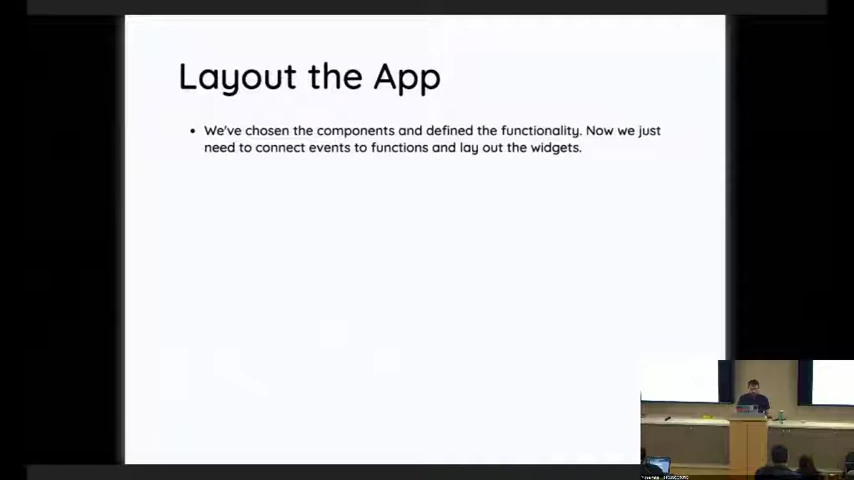 Layout the App
• We've chosen the components and defined the functionality. Now we just
need to connect events to functions and lay out the widgets.